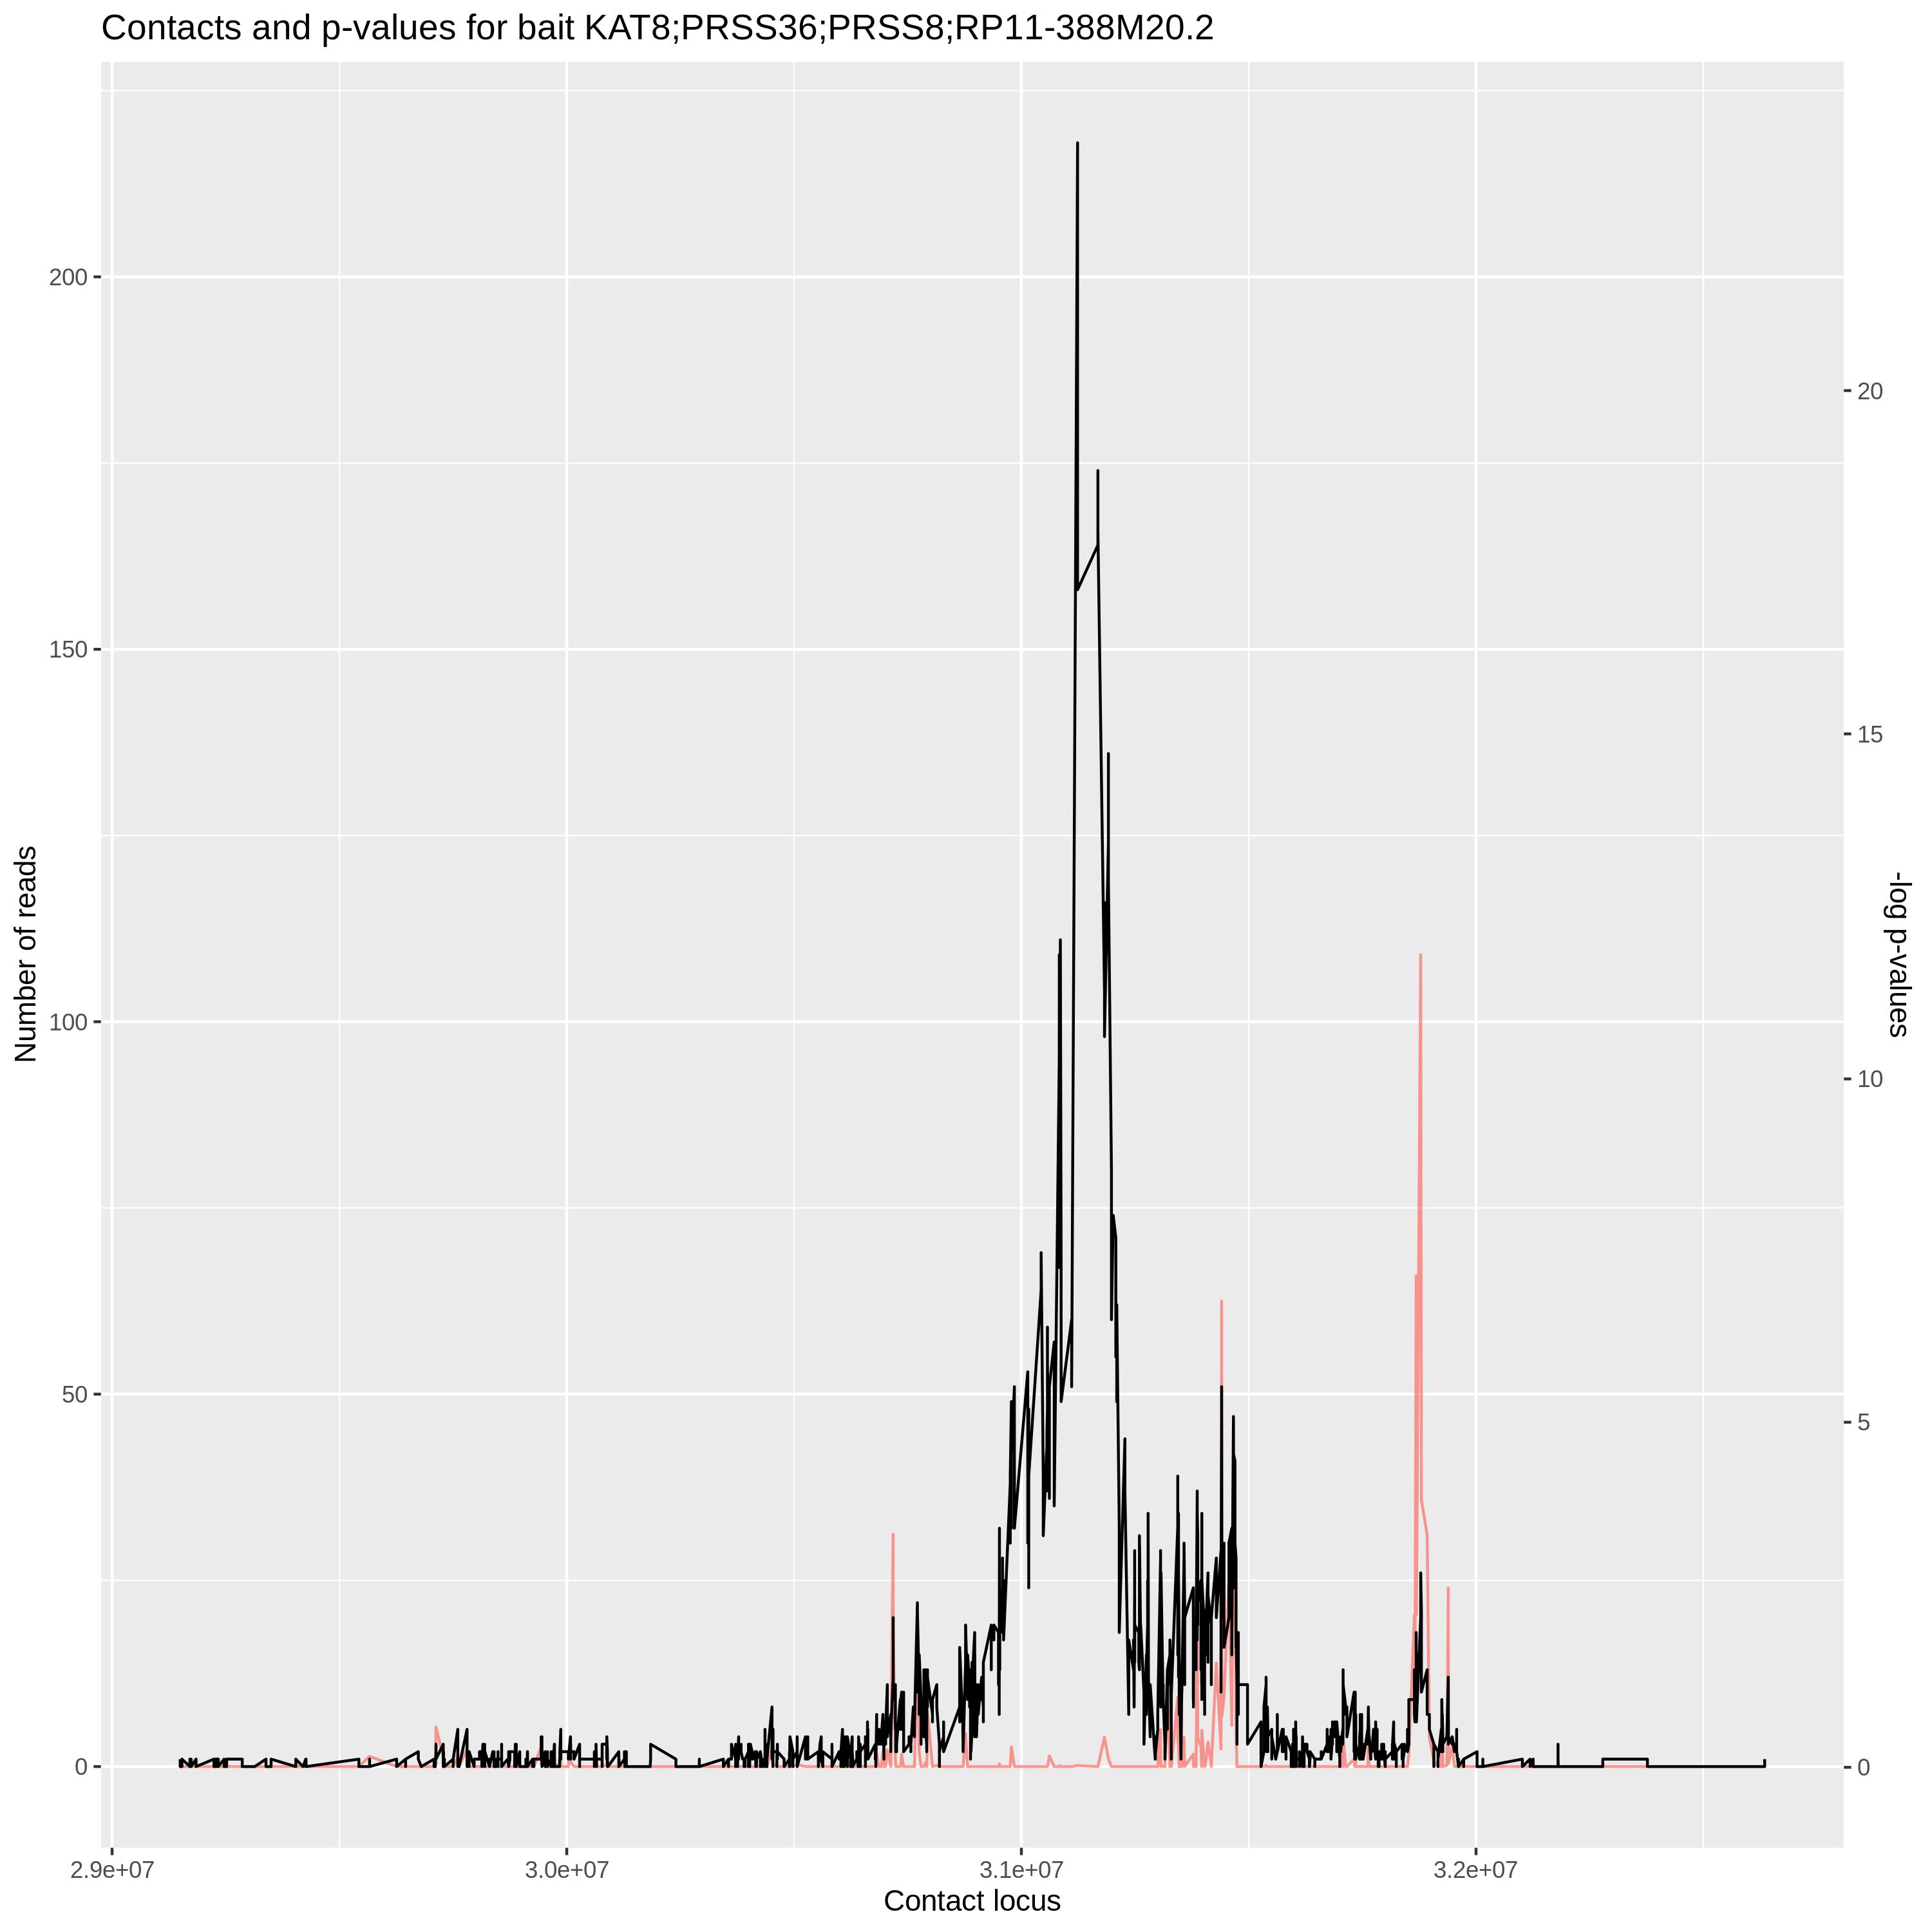 Contacts and p-values for bait KAT8;PRSS36;PRSS8;RP11-388M20.2
200
150
100
50
0
Number of reads
20
15
10
5
0
-log p-values
2.9e+07 3.0e+07 3.1e+07 3.2e+07
Contact locus